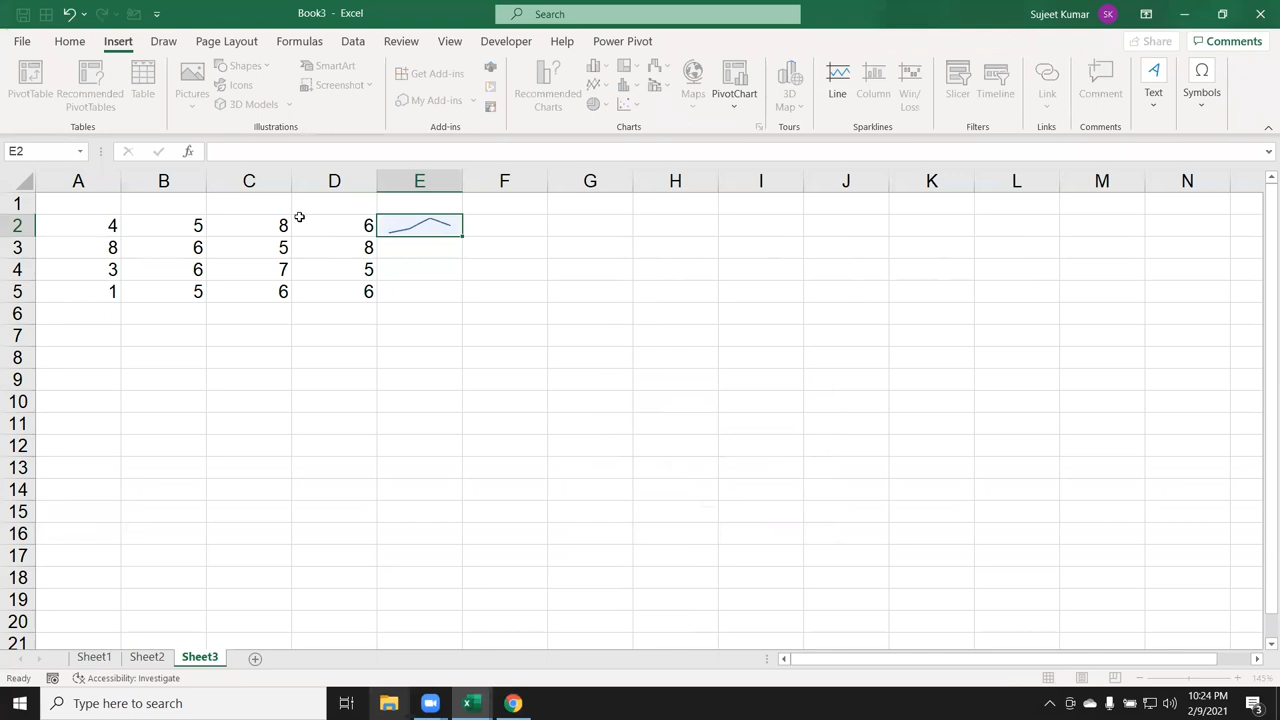 Book3 - Excel
Search
Sujeet Kumar
SK
File Home Insert Draw Page Layout Formulas Data Review View Developer Help Power Pivot
Share
Comments
PivotTable
Recommended PivotTables
Table
Tables
Pictures
Shapes
Icons
3D Models
SmartArt
Screenshot
Illustrations
Get Add-ins
My Add-ins
Add-ins
Recommended Charts
Maps
PivotChart
Charts
3D Map
Tours
Line
Column
Win/ Loss
Sparklines
Slicer
Timeline
Filters
Link
Links
Comment
Comments
Text
Symbols
E2
fx
A B C D E F G H I J K L M N
1
2 4 5 8 6
3 8 6 5 8
4 3 6 7 5
5 1 5 6 6
6
7
8
9
10
11
12
13
14
15
16
17
18
19
20
21
Sheet1 Sheet2 Sheet3
Ready
Accessibility: Investigate
145%
Type here to search
10:24 PM
2/9/2021
3